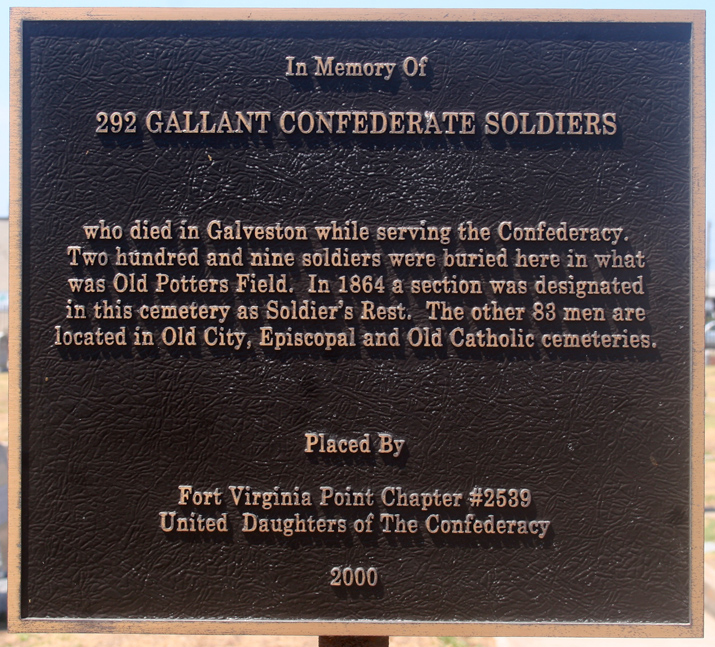 In Memory Of
292 GALLANT CONFEDERATE SOLDIERS
who died in Galveston while serving the Confederacy.
Two hundred and nine soldiers were buried here in what
was Old Potters Field. In 1864 a section was designated
in this cemetery as Soldier's Rest. The other 83 men are
located in Old City, Episcopal and Old Catholic cemeteries.
Placed By
Fort Virginia Point Chapter #2539
United Daughters of The Confederacy
2000